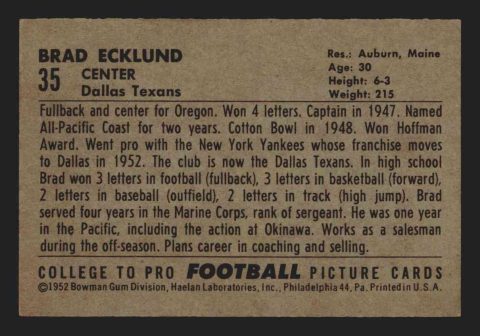 BRAD ECKLUND
35 CENTER
Dallas Texans
Res.: Auburn, Maine
Age: 30
Height: 6-3
Weight: 215
Fullback and center for Oregon. Won 4 letters. Captain in 1947. Named
All-Pacific Coast for two years. Cotton Bowl in 1948. Won Hoffman
Award. Went pro with the New York Yankees whose franchise moves
to Dallas in 1952. The club is now the Dallas Texans. In high school
Brad won 3 letters in football (fullback), 3 letters in basketball (forward),
2 letters in baseball (outfield), 2 letters in track (high jump). Brad
served four years in the Marine Corps, rank of sergeant. He was one year
in the Pacific, including the action at Okinawa. Works as a salesman
during the off-season. Plans career in coaching and selling.
COLLEGE TO PRO FOOTBALL PICTURE CARDS
©1952 Bowman Gum Division, Haelan Laboratories, Inc., Philadelphia 44, Pa. Printed in U.S.A.